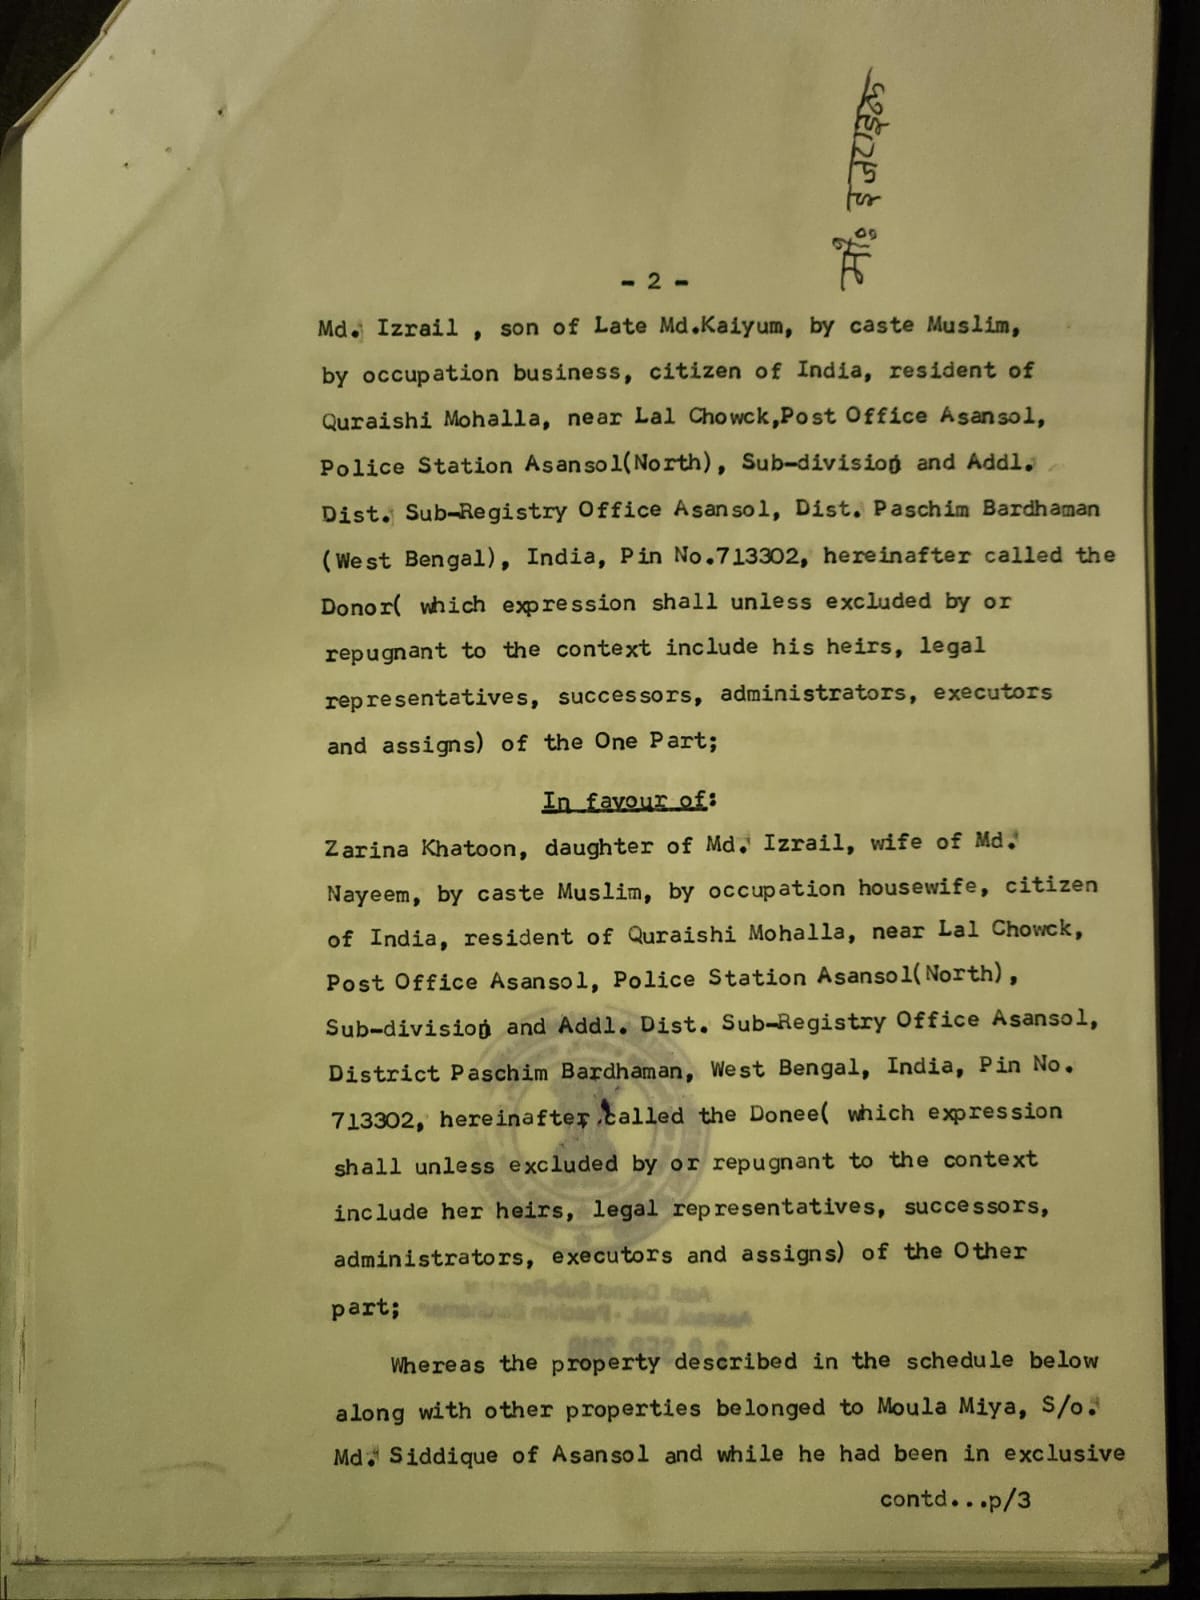 मो० इजराईल
- 2 -
Md. Izrail , son of Late Md.Kaiyum, by caste Muslim,
by occupation business, citizen of India, resident of
Quraishi Mohalla, near Lal Chowck,Post Office Asansol,
Police Station Asansol(North), Sub-division and Addl.
Dist. Sub-Registry Office Asansol, Dist. Paschim Bardhaman
(West Bengal), India, Pin No.713302, hereinafter called the
Donor( which expression shall unless excluded by or
repugnant to the context include his heirs, legal
representatives, successors, administrators, executors
and assigns) of the One Part;
In favour of:
Zarina Khatoon, daughter of Md. Izrail, wife of Md.
Nayeem, by caste Muslim, by occupation housewife, citizen
of India, resident of Quraishi Mohalla, near Lal Chowck,
Post Office Asansol, Police Station Asansol(North),
Sub-division and Addl. Dist. Sub-Registry Office Asansol,
District Paschim Bardhaman, West Bengal, India, Pin No.
713302, hereinafter called the Donee( which expression
shall unless excluded by or repugnant to the context
include her heirs, legal representatives, successors,
administrators, executors and assigns) of the Other
part;
Whereas the property described in the schedule below
along with other properties belonged to Moula Miya, S/o.
Md. Siddique of Asansol and while he had been in exclusive
contd...p/3